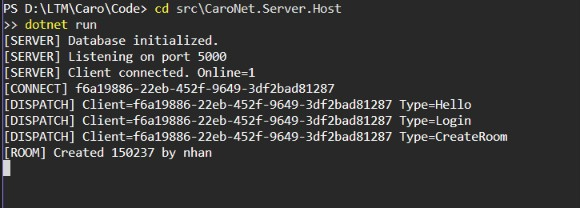 PS D:\LTM\Caro\Code> cd src\CaroNet.Server.Host
>> dotnet run
[SERVER] Database initialized.
[SERVER] Listening on port 5000
[SERVER] Client connected. Online=1
[CONNECT] f6a19886-22eb-452f-9649-3df2bad81287
[DISPATCH] Client=f6a19886-22eb-452f-9649-3df2bad81287 Type=Hello
[DISPATCH] Client=f6a19886-22eb-452f-9649-3df2bad81287 Type=Login
[DISPATCH] Client=f6a19886-22eb-452f-9649-3df2bad81287 Type=CreateRoom
[ROOM] Created 150237 by nhan